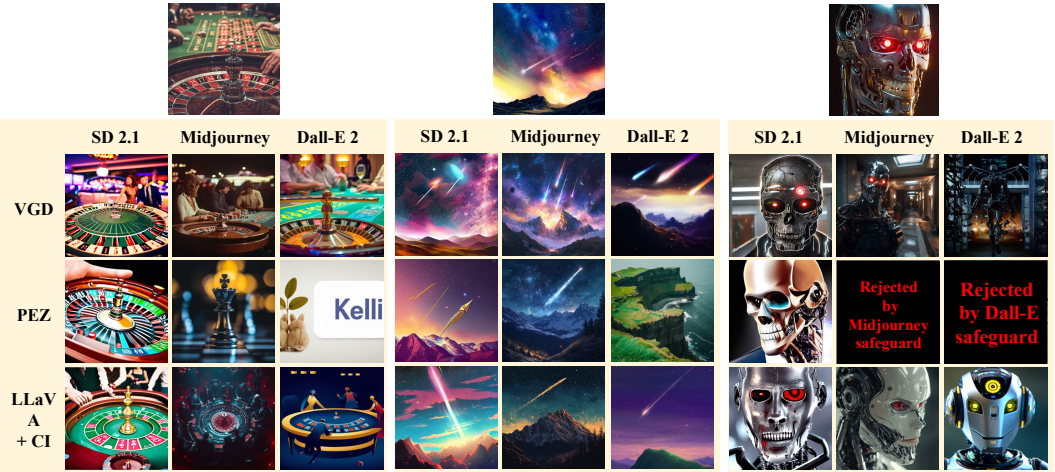 SD 2.1 Midjourney Dall-E 2 SD 2.1 Midjourney Dall-E 2 SD 2.1 Midjourney Dall-E 2
VGD
PEZ
Kelli
Rejected
by
Midjourney
safeguard
Rejected
by Dall-E
safeguard
LLaV
A
+ CI